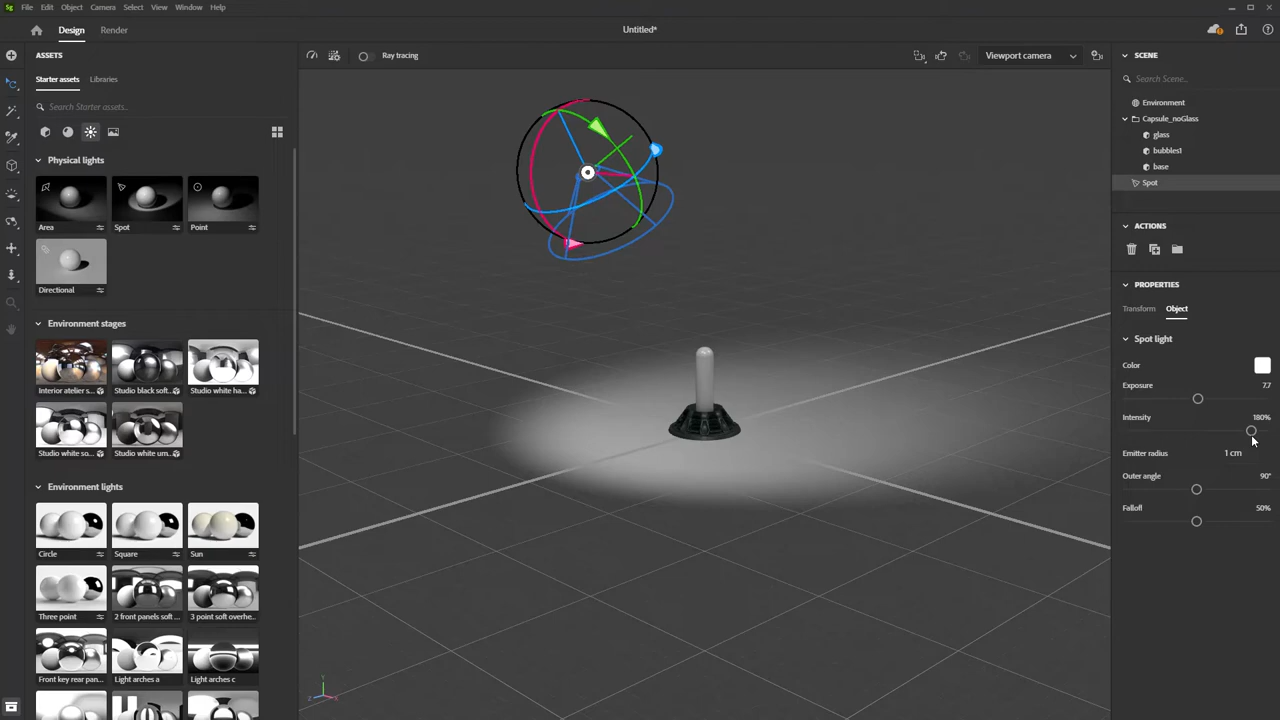 Sg File Edit Object Camera Select View Window Help
Design Render Untitled*
ASSETS
Starter assets Libraries
Search Starter assets..
Physical lights
Area Spot Point
Directional
Environment stages
Interior atelier s... Studio black soft... Studio white ha...
Studio white so... Studio white um...
Environment lights
Circle Square Sun
Three point 2 front panels soft ... 3 point soft overhe...
Front key rear pan... Light arches a Light arches c
Ray tracing
Viewport camera
Y
Z X
SCENE
Search Scene...
Environment
Capsule_noGlass
glass
bubbles1
base
Spot
ACTIONS
PROPERTIES
Transform Object
Spot light
Color
Exposure 7.7
Intensity 180%
Emitter radius 1 cm
Outer angle 90°
Falloff 50%